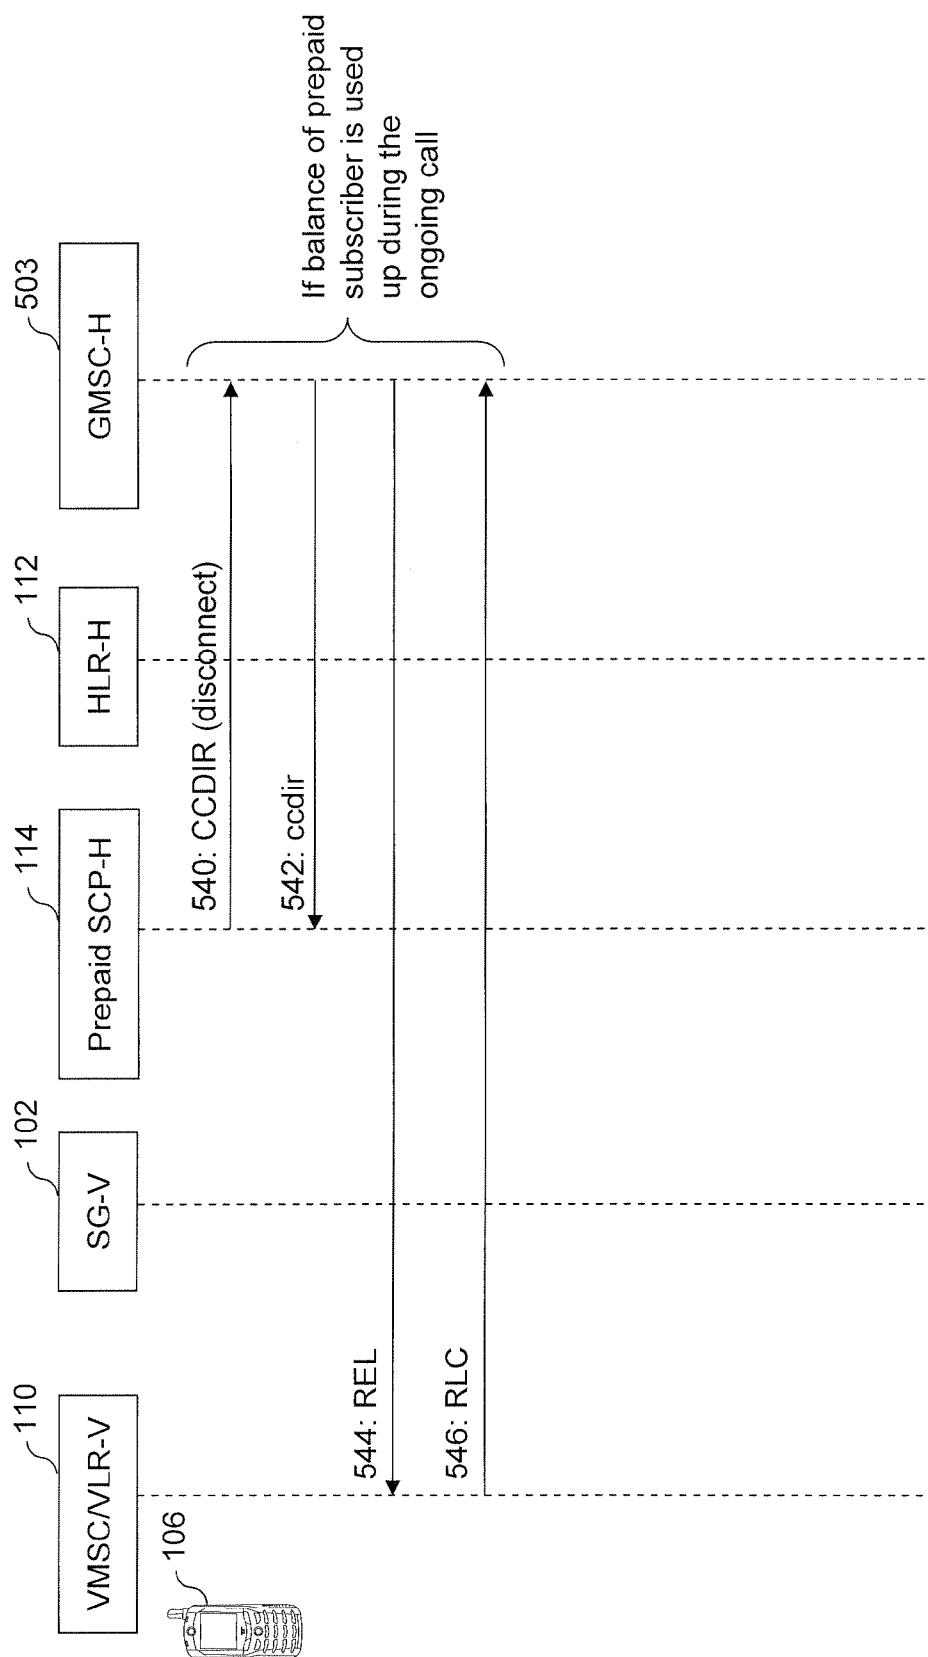 110
VMSC/VLR-V
102
SG-V
114
Prepaid SCP-H
112
HLR-H
503
GMSC-H
106
540: CCDIR (disconnect)
542: ccdir
544: REL
546: RLC
If balance of prepaid
subscriber is used
up during the
ongoing call